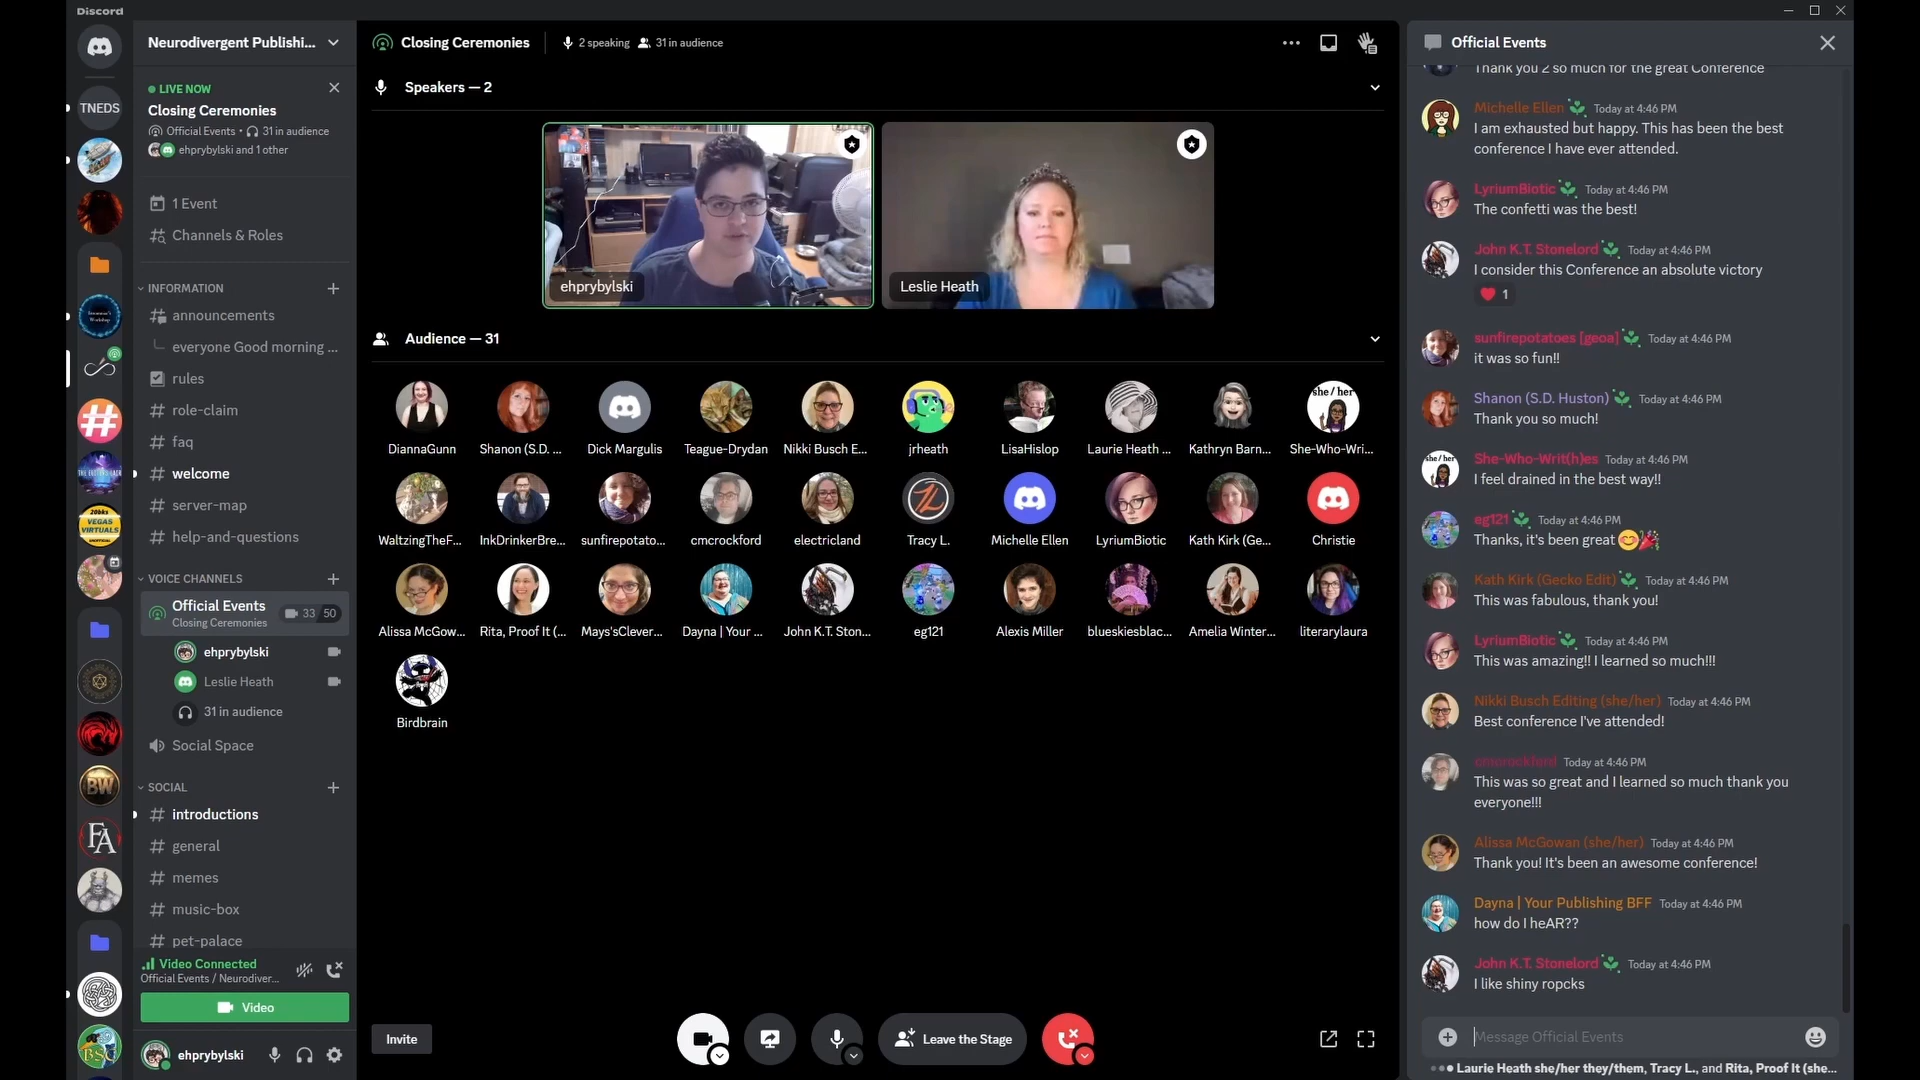 Discord
TNEDS
Neurodivergent Publishi...
LIVE NOW
Closing Ceremonies
Official Events • 31 in audience
ehprybylski and 1 other
1 Event
Channels & Roles
INFORMATION
announcements
everyone Good morning ...
rules
role-claim
faq
welcome
server-map
help-and-questions
VOICE CHANNELS
Official Events
33 50
Closing Ceremonies
ehprybylski
Leslie Heath
31 in audience
Social Space
SOCIAL
introductions
general
memes
music-box
pet-palace
Video Connected
Official Events / Neurodiver...
Video
ehprybylski
20bks
VEGAS
VIRTUALS
BW
FA
BSC
Closing Ceremonies
2 speaking
31 in audience
Speakers — 2
ehprybylski
Leslie Heath
Audience — 31
she / her
DiannaGunn
Shanon (S.D. ...
Dick Margulis
Teague-Drydan
Nikki Busch E...
jrheath
LisaHislop
Laurie Heath ...
Kathryn Barn...
She-Who-Wri...
WaltzingTheF...
InkDrinkerBre...
sunfirepotato...
cmcrockford
electricland
Tracy L.
Michelle Ellen
LyriumBiotic
Kath Kirk (Ge...
Christie
Alissa McGow...
Rita, Proof It (...
Mays'sClever...
Dayna | Your ...
John K.T. Ston...
eg121
Alexis Miller
blueskiesblac...
Amelia Winter...
literarylaura
Birdbrain
Invite
Leave the Stage
Official Events
Thank you 2 so much for the great Conference
Michelle Ellen Today at 4:46 PM
I am exhausted but happy. This has been the best
conference I have ever attended.
LyriumBiotic Today at 4:46 PM
The confetti was the best!
John K.T. Stonelord Today at 4:46 PM
I consider this Conference an absolute victory
1
sunfirepotatoes [geoa] Today at 4:46 PM
it was so fun!!
Shanon (S.D. Huston) Today at 4:46 PM
Thank you so much!
she / her
She-Who-Writ(h)es Today at 4:46 PM
I feel drained in the best way!!
eg121 Today at 4:46 PM
Thanks, it's been great
Kath Kirk (Gecko Edit) Today at 4:46 PM
This was fabulous, thank you!
LyriumBiotic Today at 4:46 PM
This was amazing!! I learned so much!!!
Nikki Busch Editing (she/her) Today at 4:46 PM
Best conference I've attended!
cmcrockford Today at 4:46 PM
This was so great and I learned so much thank you
everyone!!!
Alissa McGowan (she/her) Today at 4:46 PM
Thank you! It's been an awesome conference!
Dayna | Your Publishing BFF Today at 4:46 PM
how do I heAR??
John K.T. Stonelord Today at 4:46 PM
I like shiny ropcks
Message Official Events
Laurie Heath she/her they/them, Tracy L., and Rita, Proof It (she...